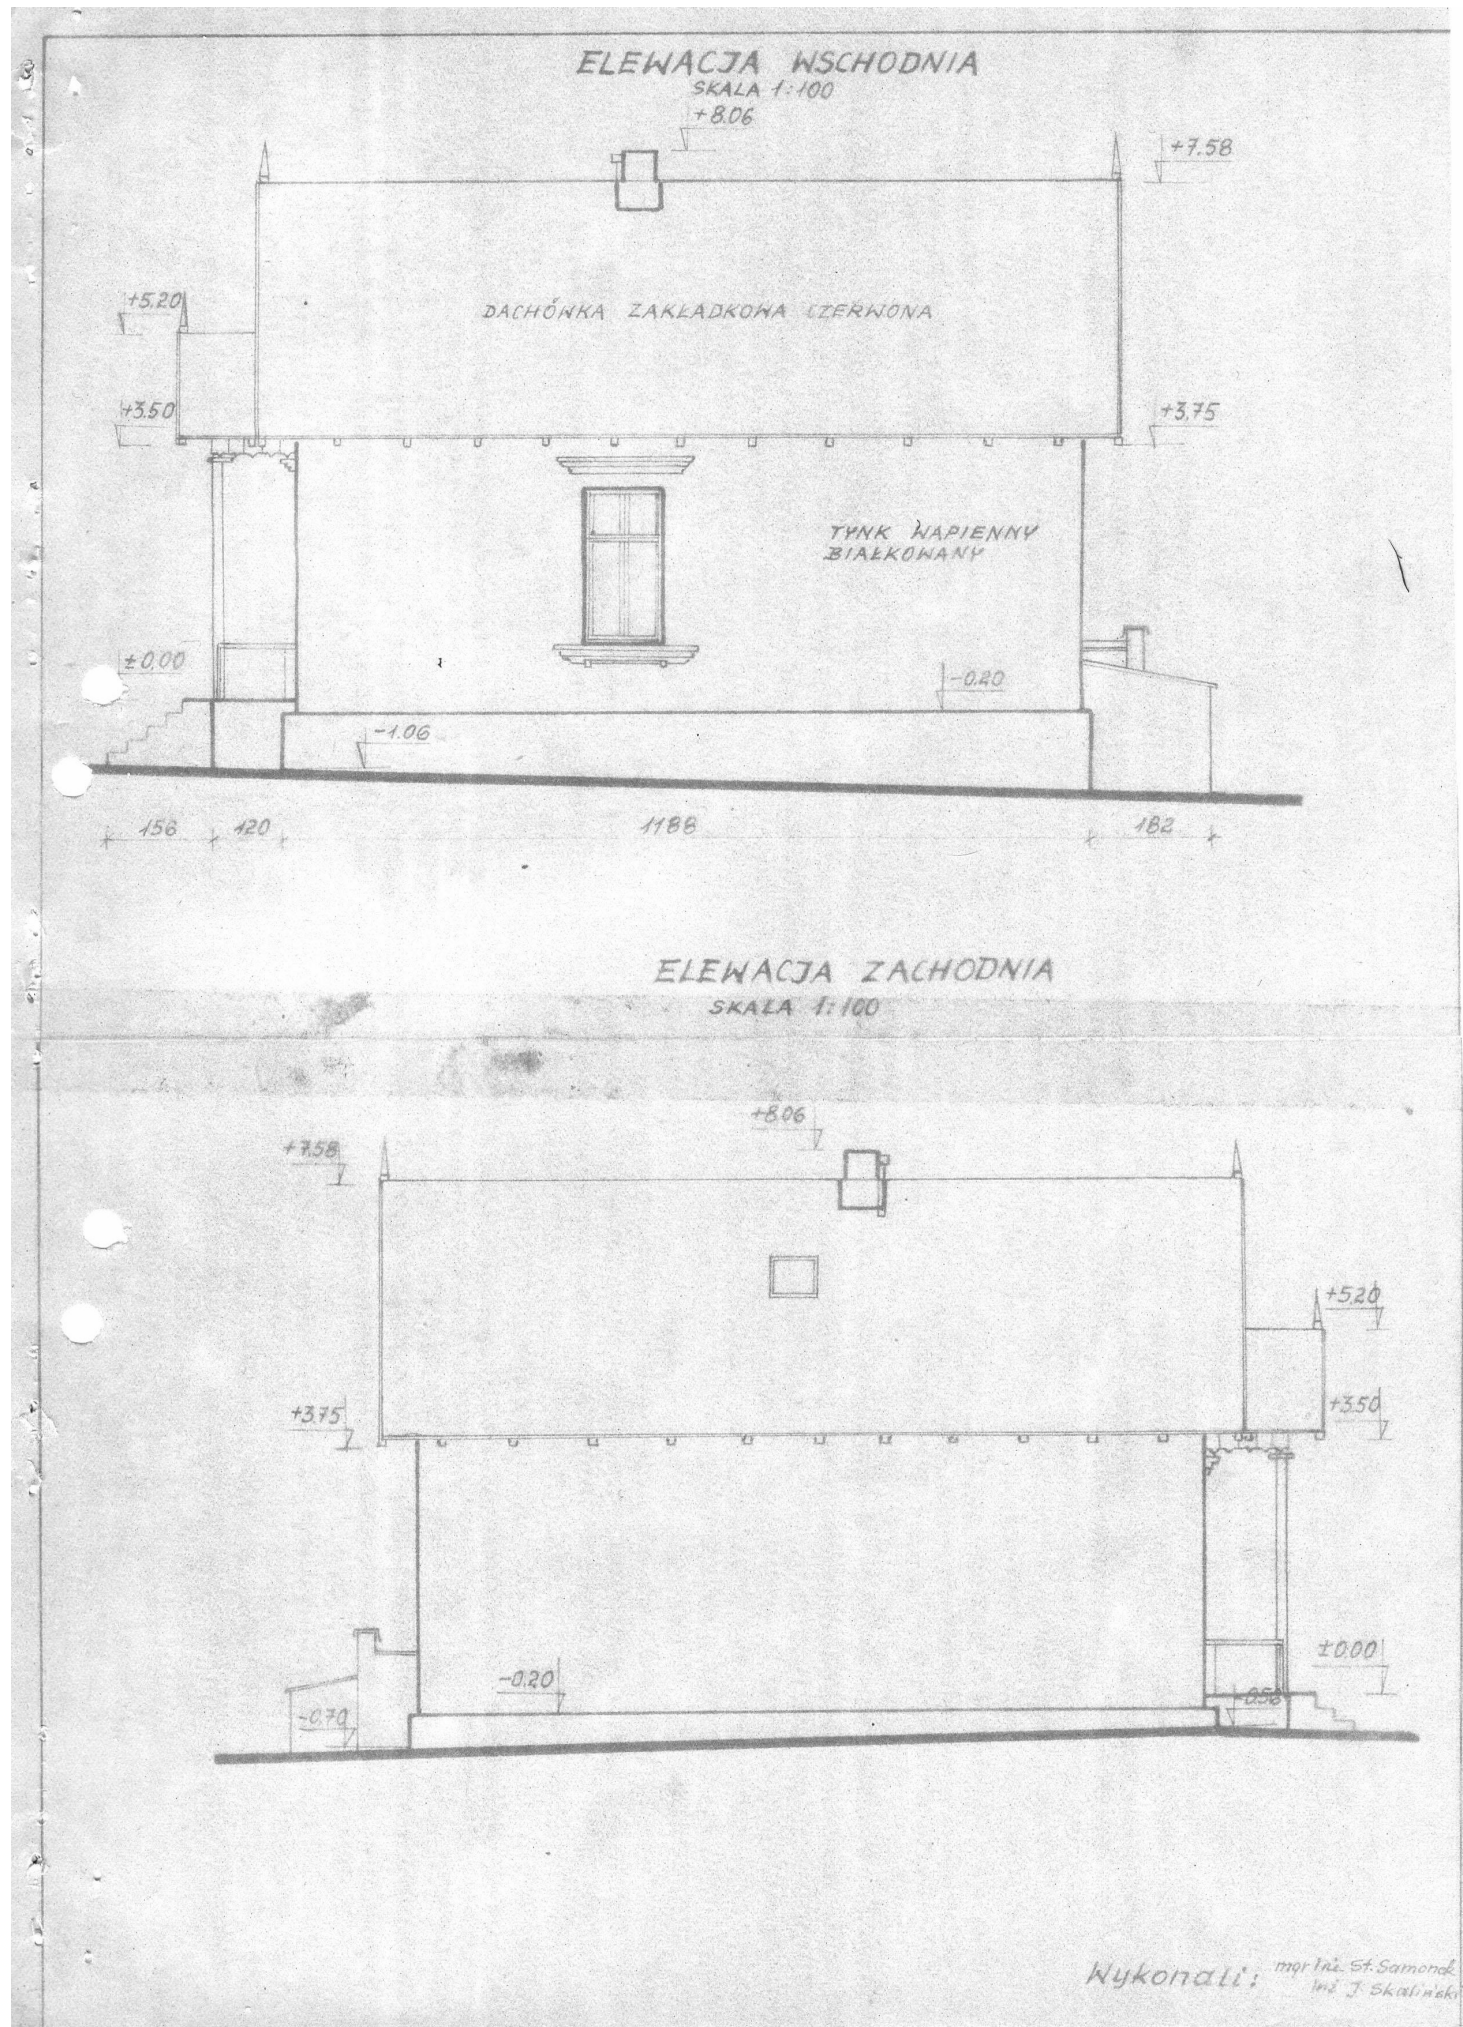 ELEWACJA WSCHODNIA
SKALA 1:100
+8.06
+7.58
+5.20
DACHÓWKA ZAKŁADKOWA CZERWONA
+3.50
+3.75
TYNK WAPIENNY
BIAŁKOWANY
±0.00
-0.20
-1.06
156 120 1188 182
ELEWACJA ZACHODNIA
SKALA 1:100
+8.06
+7.58
+5.20
+3.50
+3.75
±0.00
-0.20
-0.56
-0.70
Wykonali: mgr inż. St. Samonek
inż J. Skaliński